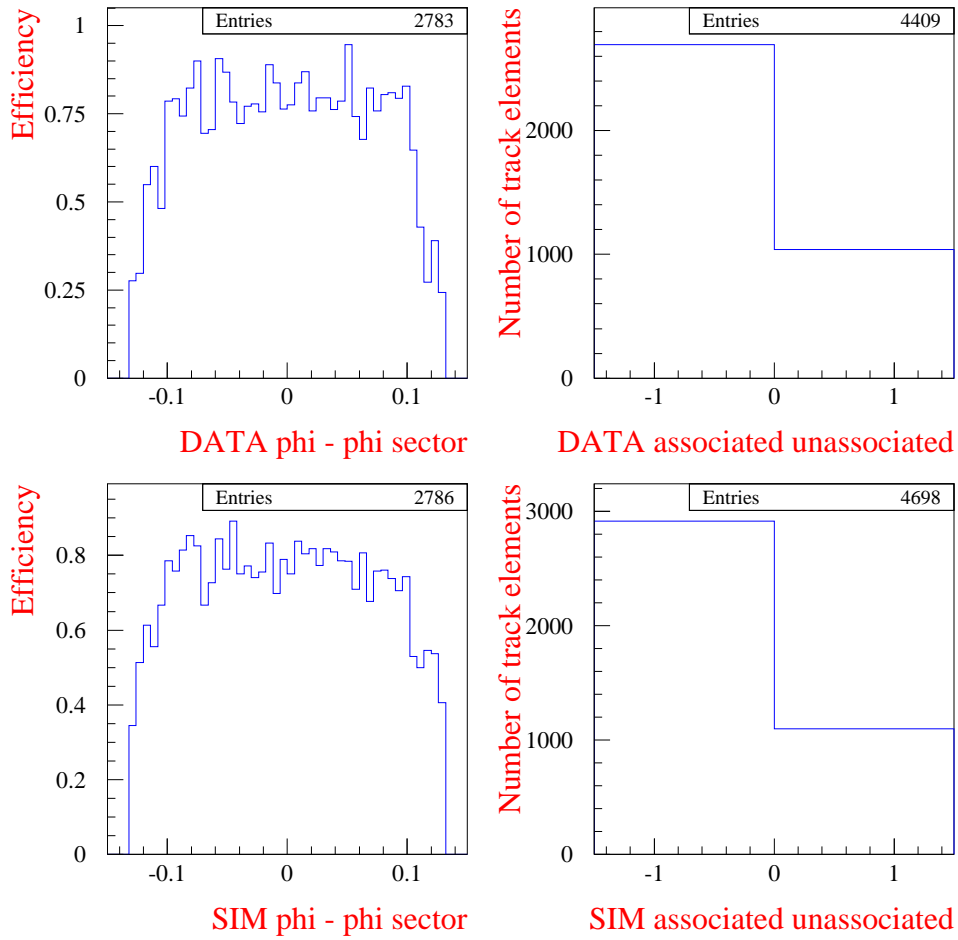 Entries 2783
Efficiency
1
0.75
0.5
0.25
0
-0.1 0 0.1
DATA phi - phi sector
Entries 4409
Number of track elements
2000
1000
0
-1 0 1
DATA associated unassociated
Entries 2786
Efficiency
0.8
0.6
0.4
0.2
0
-0.1 0 0.1
SIM phi - phi sector
Entries 4698
Number of track elements
3000
2000
1000
0
-1 0 1
SIM associated unassociated